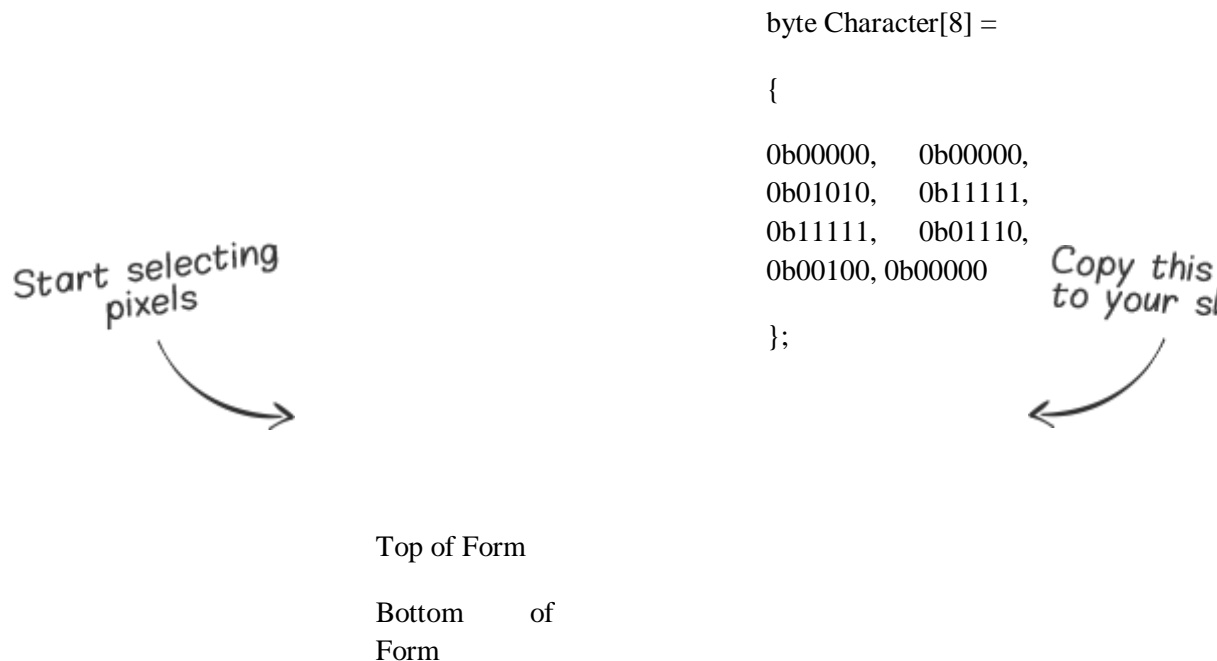 byte Character[8] =
{
0b00000, 0b00000,
0b01010, 0b11111,
0b11111, 0b01110,
0b00100, 0b00000
};
Start selecting
pixels
Copy this
to your
Top of Form
Bottom of
Form